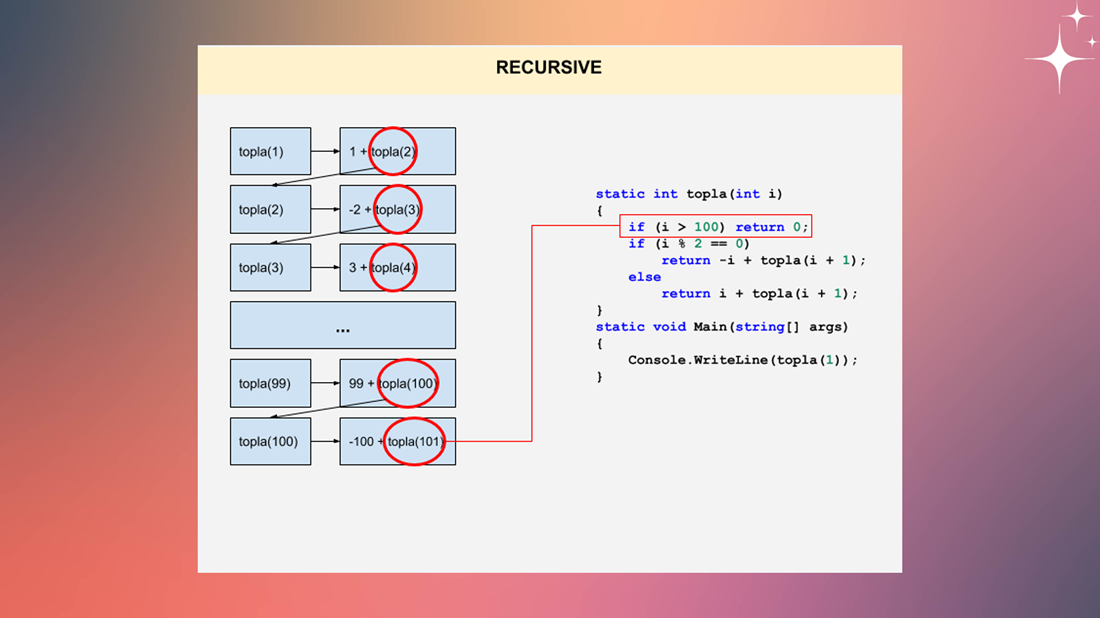 RECURSIVE
topla(1)
1 + topla(2)
topla(2)
-2 + topla(3)
topla(3)
3 + topla(4)
...
topla(99)
99 + topla(100)
topla(100)
-100 + topla(101)
static int topla(int i)
{
if (i > 100) return 0;
if (i % 2 == 0)
return -i + topla(i + 1);
else
return i + topla(i + 1);
}
static void Main(string[] args)
{
Console.WriteLine(topla(1));
}